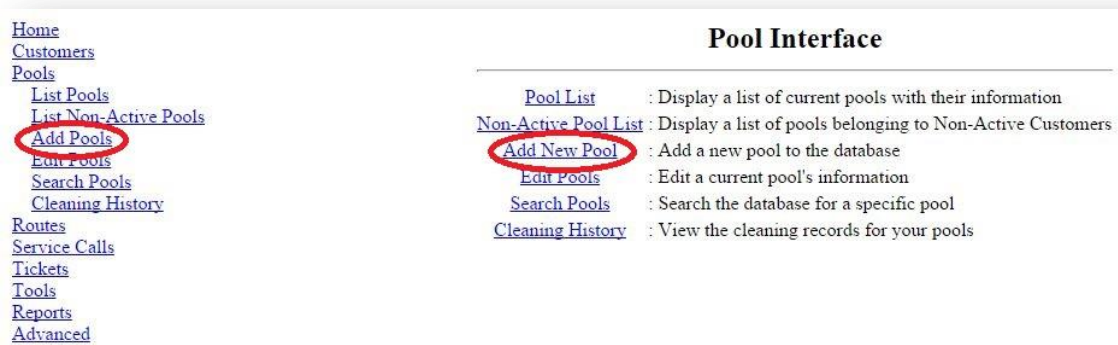 Home
Customers
Pools
List Pools
List Non-Active Pools
Add Pools
Edit Pools
Search Pools
Cleaning History
Routes
Service Calls
Tickets
Tools
Reports
Advanced
Pool Interface
Pool List : Display a list of current pools with their information
Non-Active Pool List : Display a list of pools belonging to Non-Active Customers
Add New Pool : Add a new pool to the database
Edit Pools : Edit a current pool's information
Search Pools : Search the database for a specific pool
Cleaning History : View the cleaning records for your pools